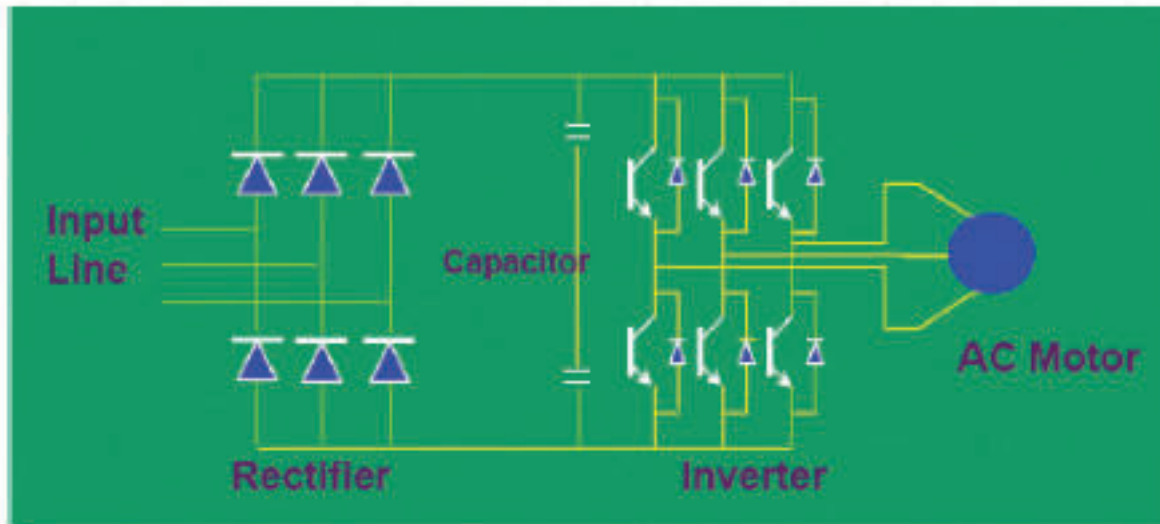 Input
Line
Capacitor
AC Motor
Rectifier
Inverter